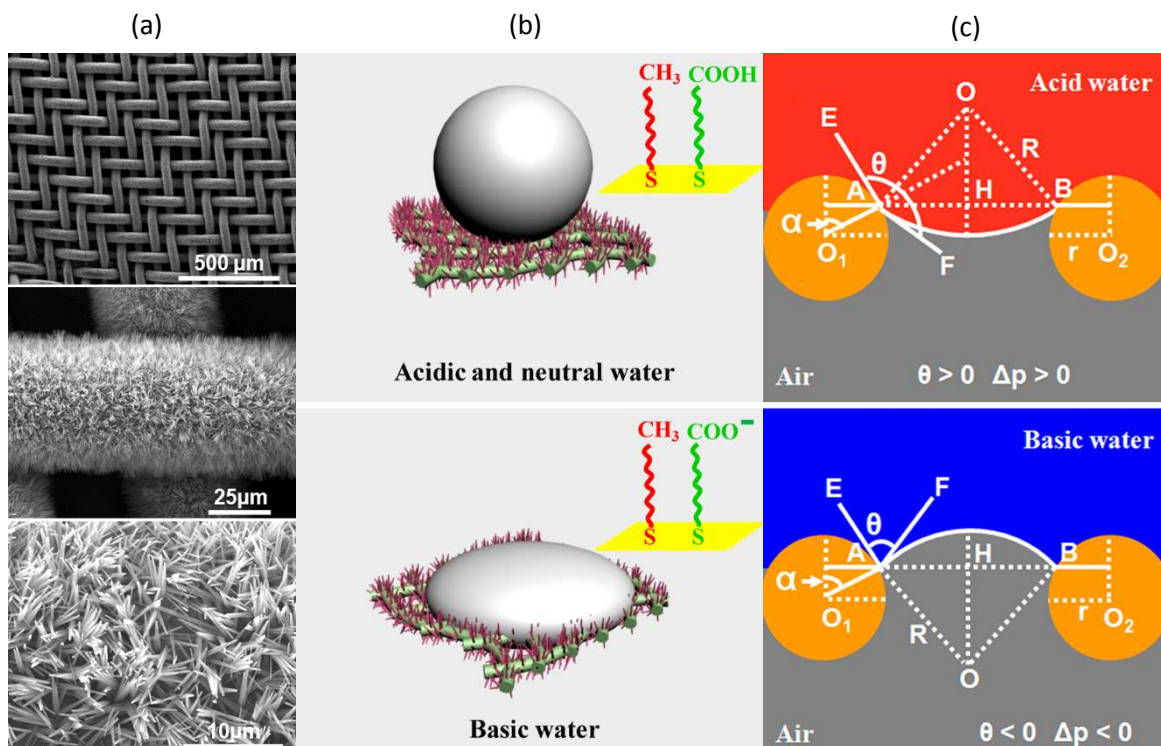 (a)
(b)
(c)
500 µm
25µm
10µm
CH₃ COOH
S S
Acidic and neutral water
CH₃ COO⁻
S S
Basic water
Acid water
O
E
θ
R
A
H
B
α
O₁
F
r
O₂
Air
θ > 0 Δp > 0
Basic water
E
F
θ
A
H
B
α
O₁
R
r
O₂
O
Air
θ < 0 Δp < 0